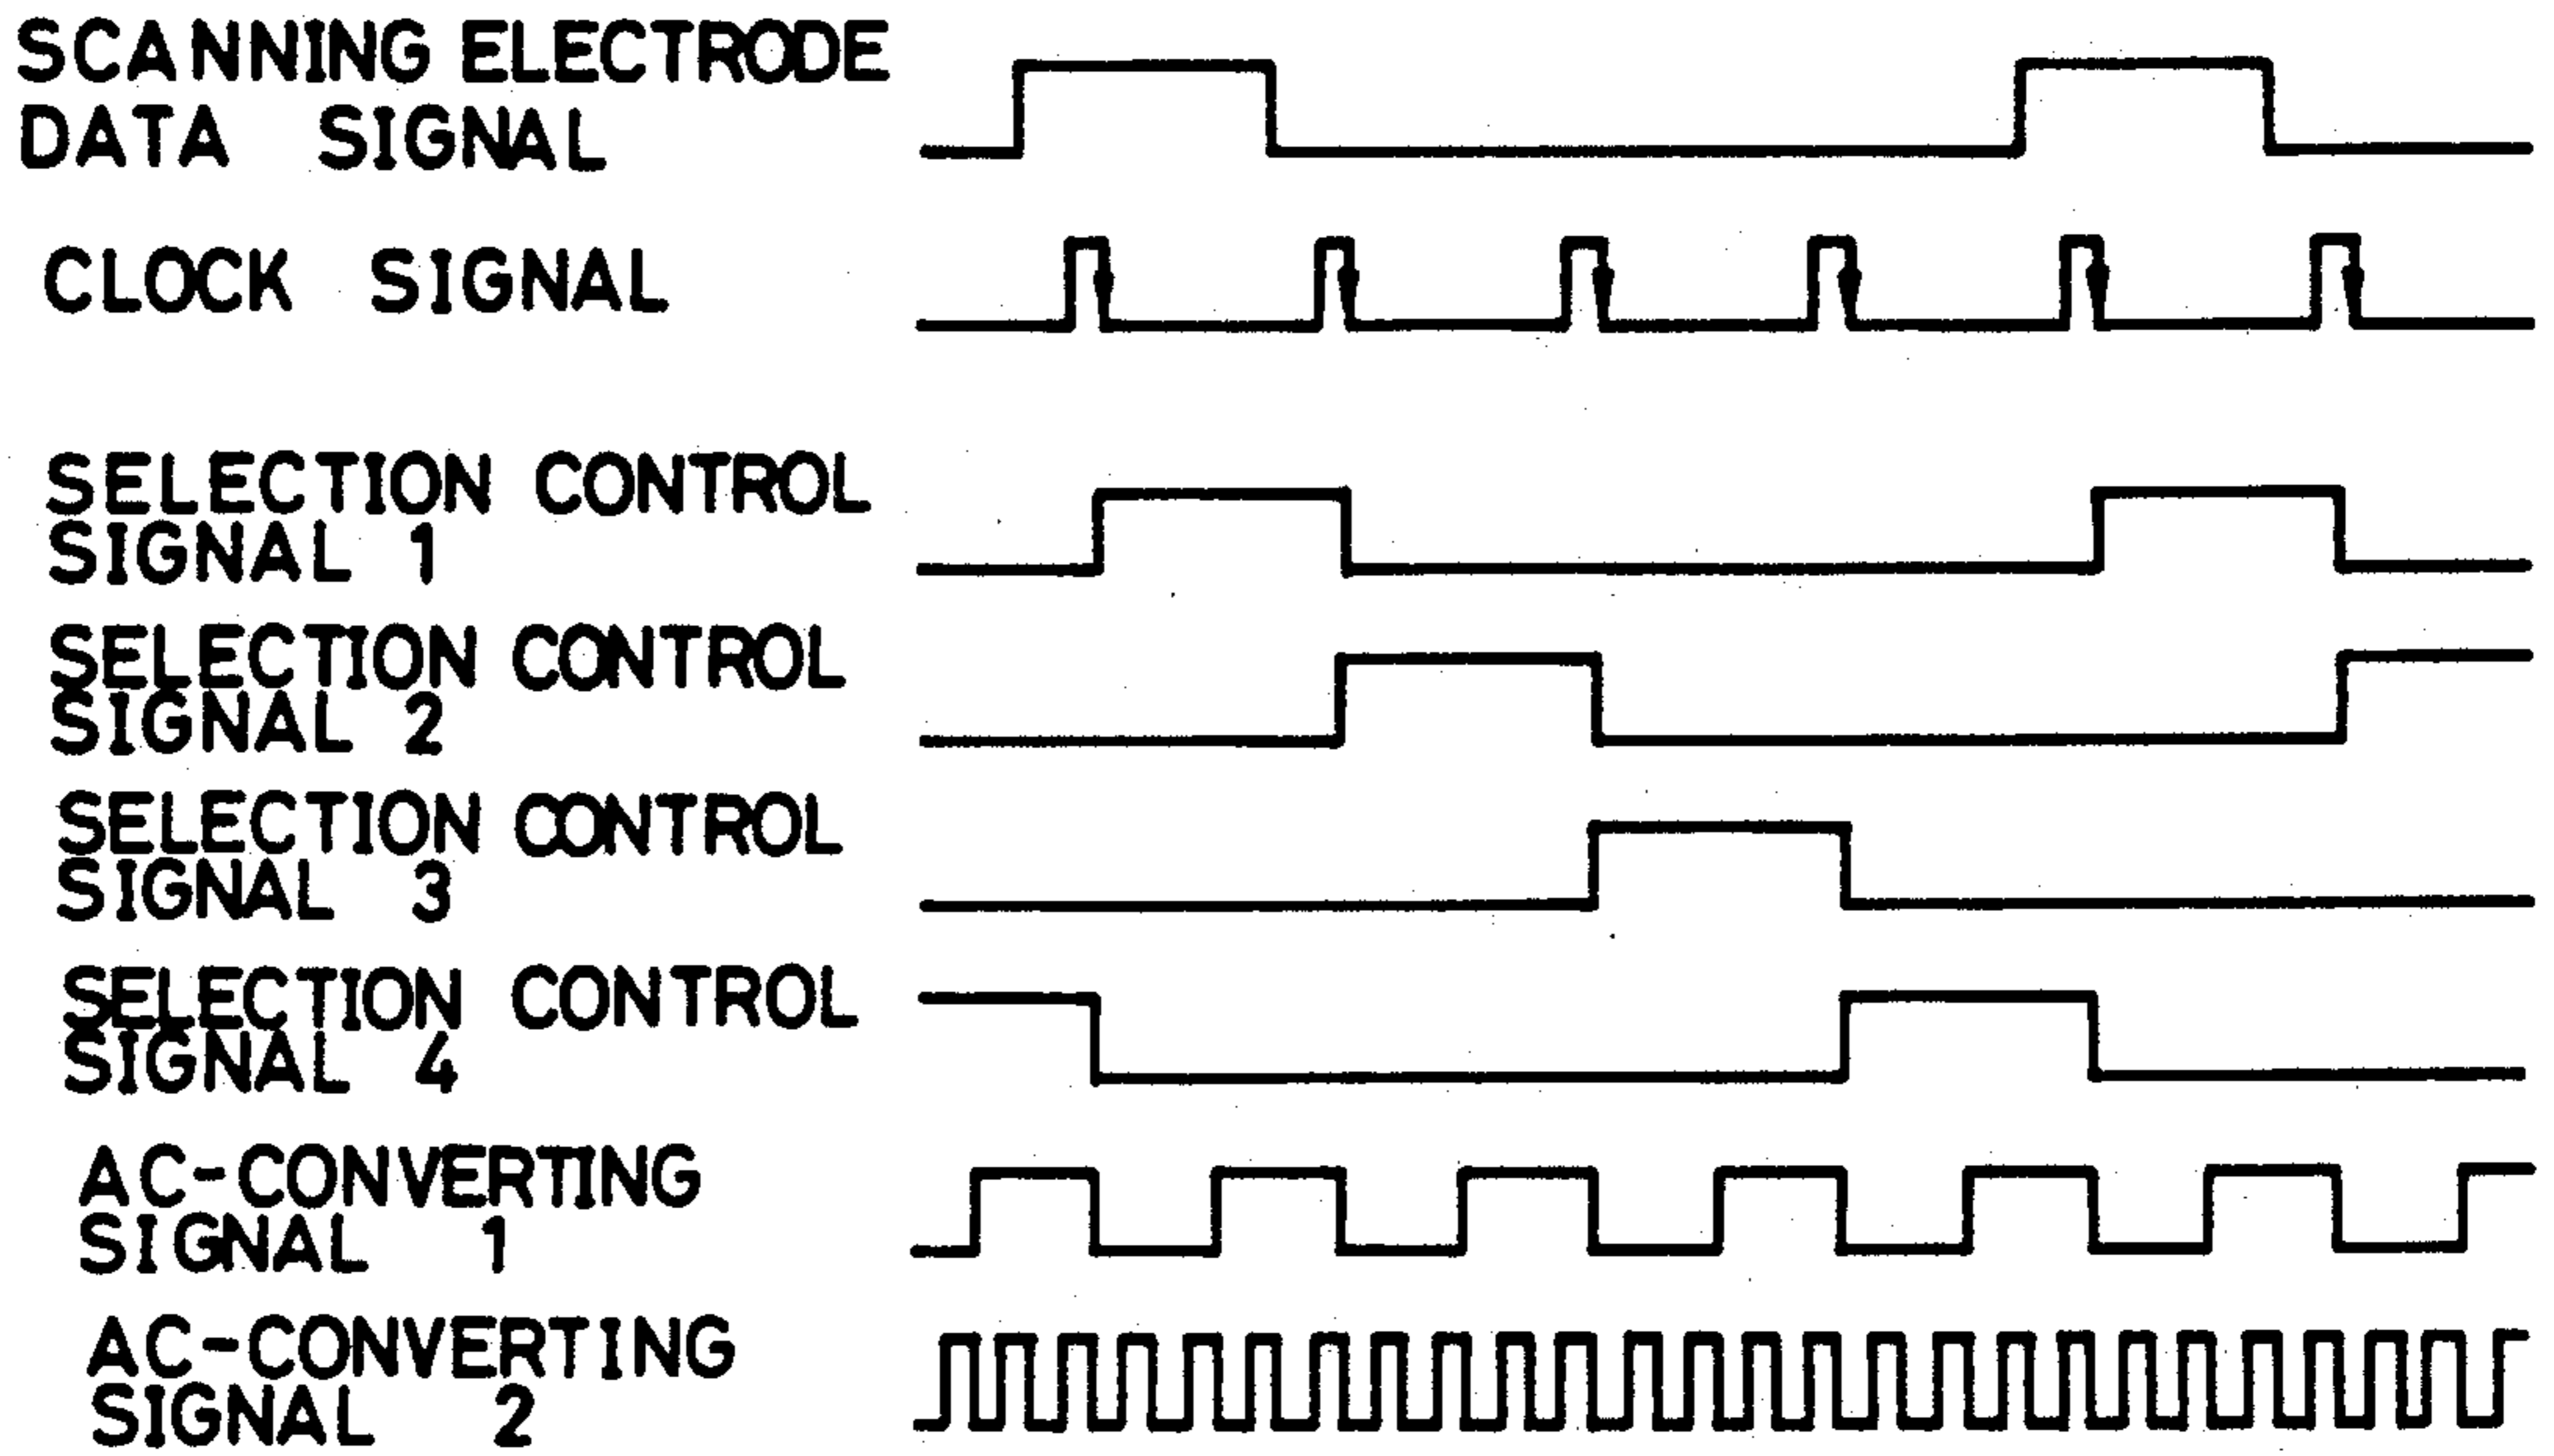 SCANNING ELECTRODE
DATA SIGNAL
CLOCK SIGNAL
SELECTION CONTROL
SIGNAL 1
SELECTION CONTROL
SIGNAL 2
SELECTION CONTROL
SIGNAL 3
SELECTION CONTROL
SIGNAL 4
AC-CONVERTING
SIGNAL 1
AC-CONVERTING
SIGNAL 2